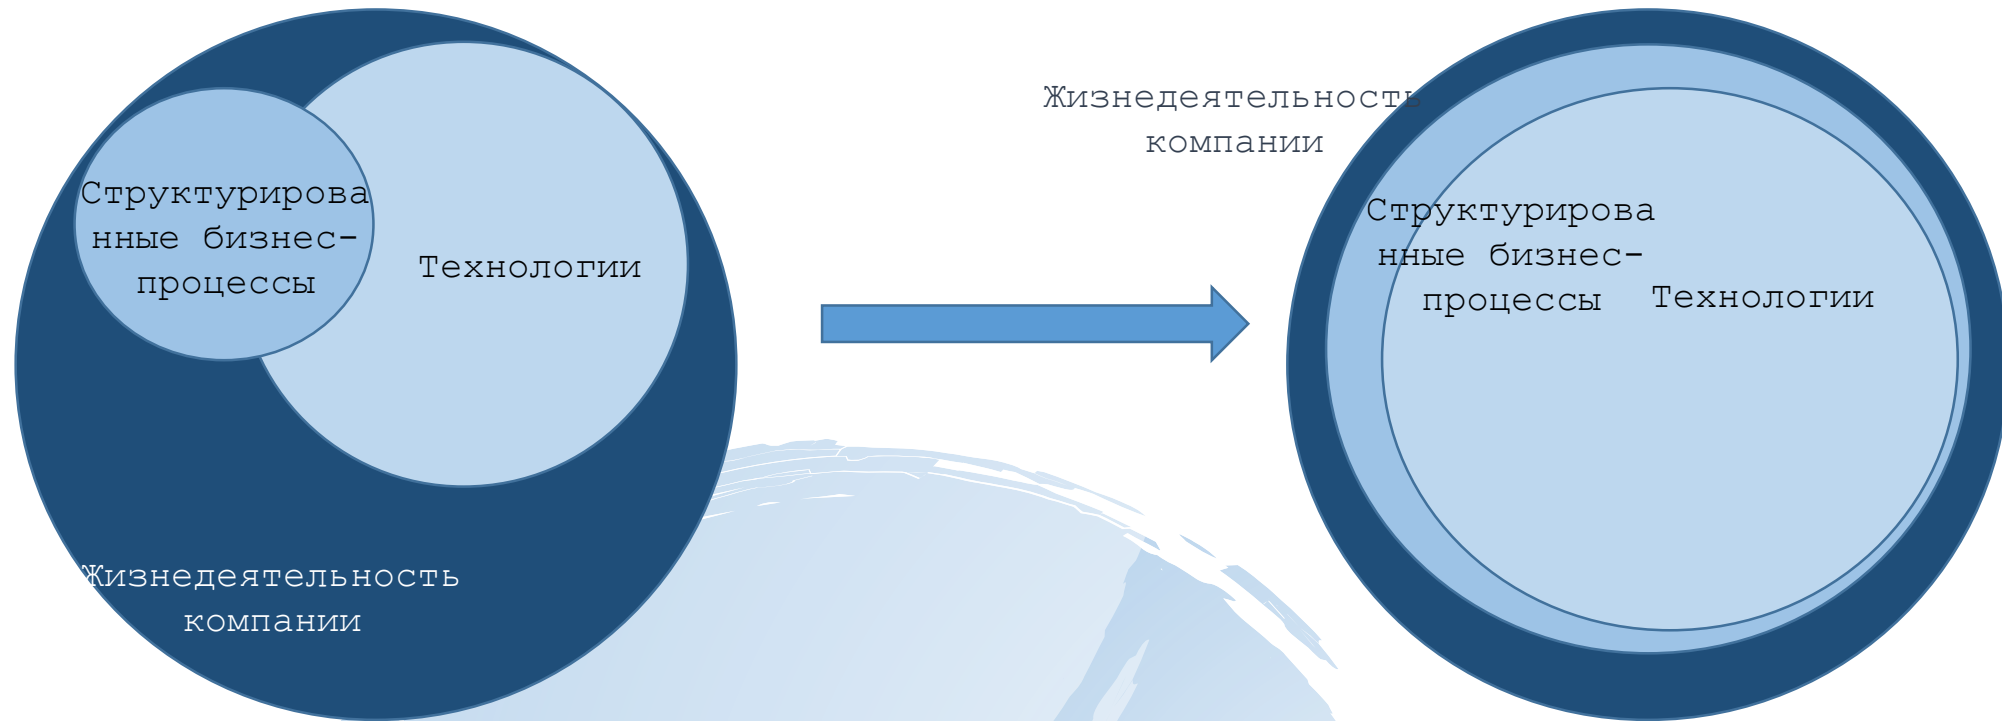 Структурирова
нные бизнес-
процессы
Технологии
Жизнедеятельность
компании
Жизнедеятельность
компании
Структурирова
нные бизнес-
процессы
Технологии